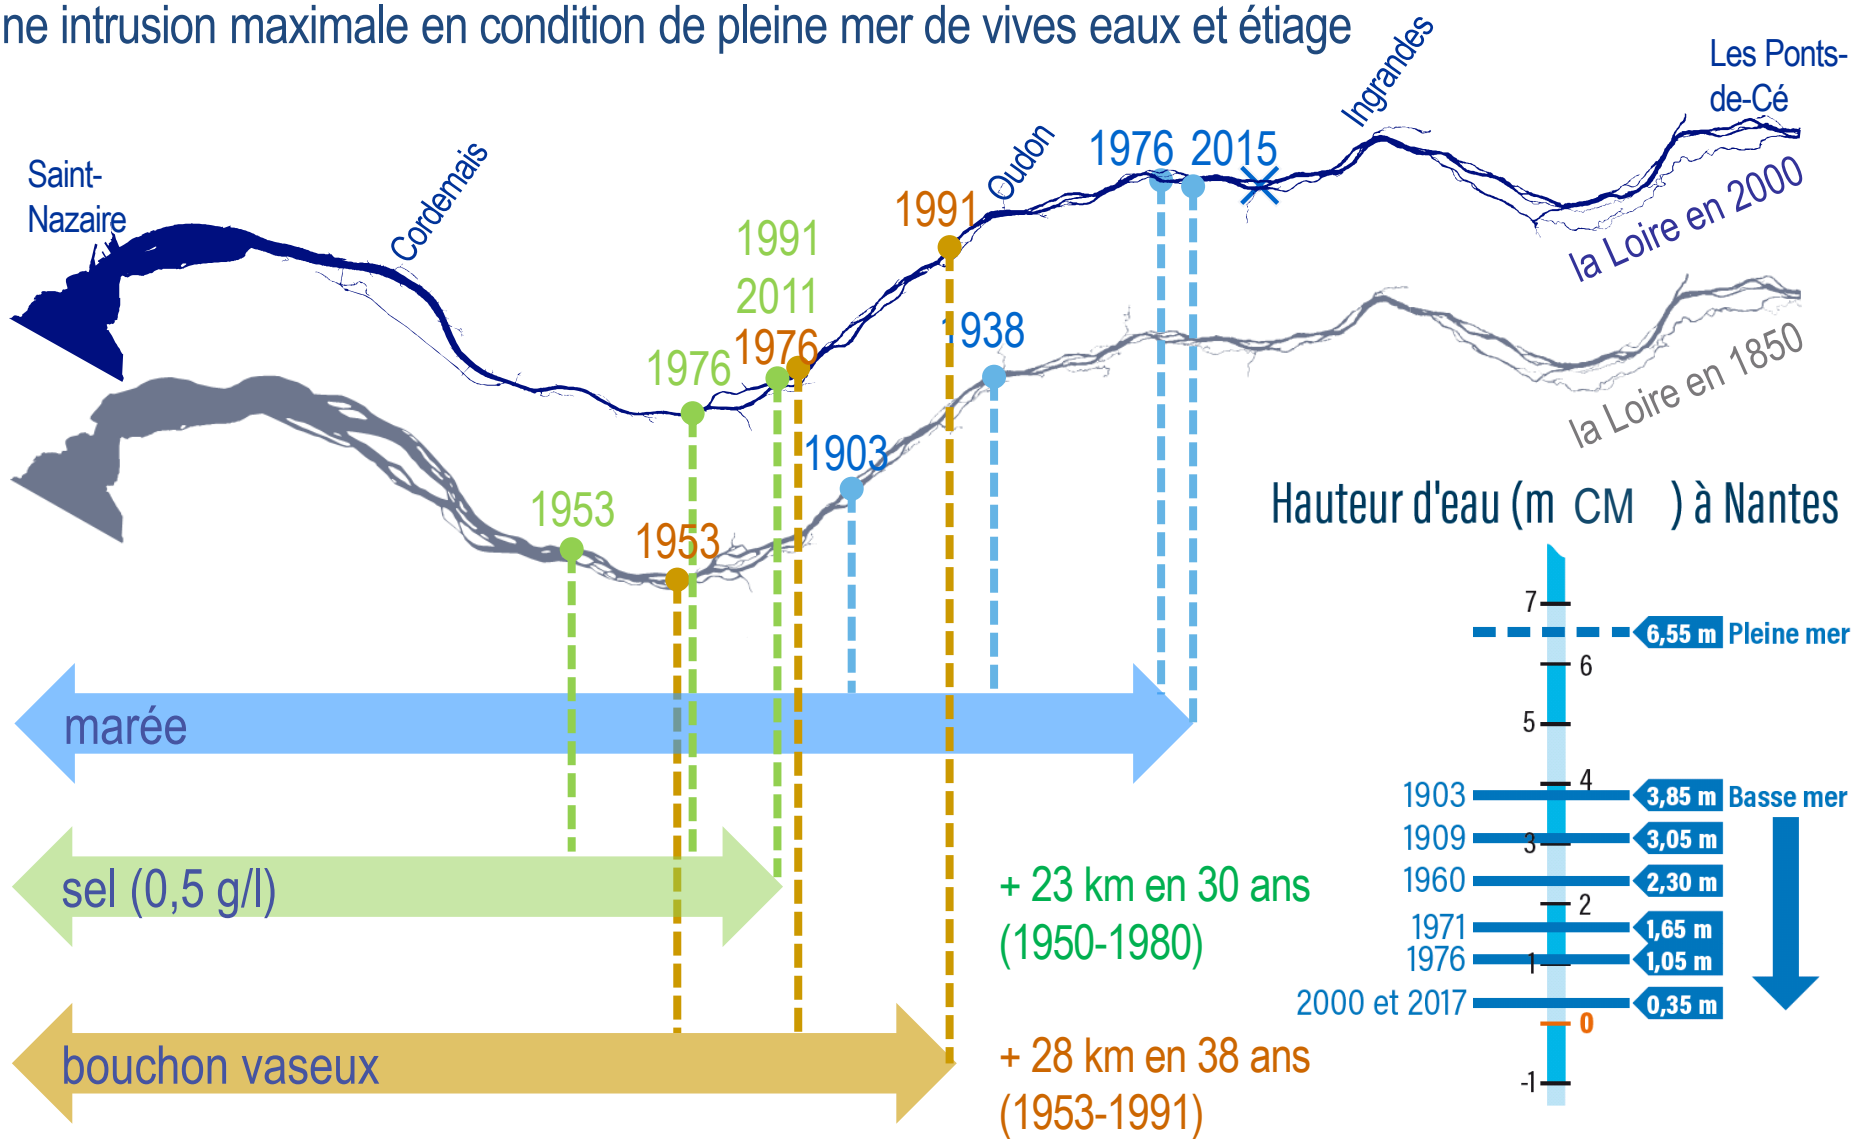 ne intrusion maximale en condition de pleine mer de vives eaux et étiage
Saint-
Nazaire
Cordemais
Oudon
Ingrandes
Les Ponts-
de-Cé
1976 2015
1991
1991
2011
1976
1976
la Loire en 2000
1938
1903
1953
1953
la Loire en 1850
marée
sel (0,5 g/l)
+ 23 km en 30 ans
(1950-1980)
bouchon vaseux
+ 28 km en 38 ans
(1953-1991)
Hauteur d'eau (m CM ) à Nantes
7
6,55 m Pleine mer
6
5
4
1903 3,85 m Basse mer
1909 3,05 m
3
1960 2,30 m
2
1971 1,65 m
1976 1,05 m
1
2000 et 2017 0,35 m
0
-1